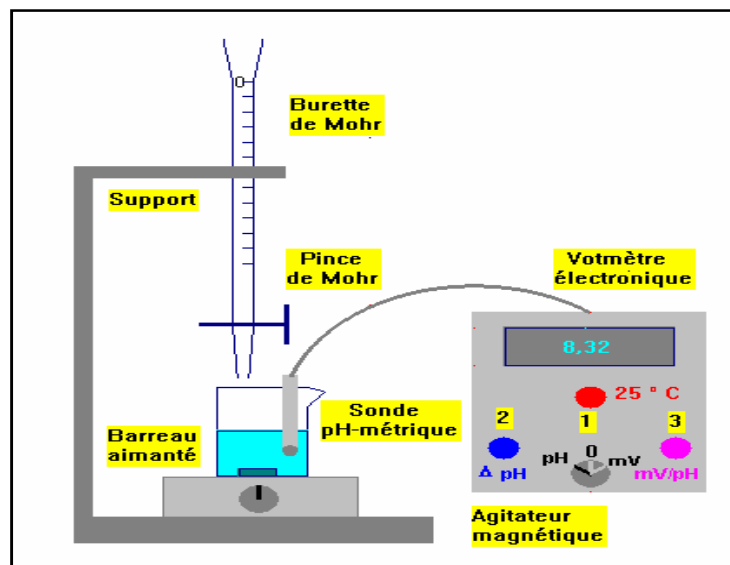 0
Burette
de Mohr
Support
Pince
de Mohr
Votmètre
électronique
8,32
25 ° C
2
1
3
Sonde
pH-métrique
Barreau
aimanté
pH
0
mV
Δ pH
mV/pH
Agitateur
magnétique